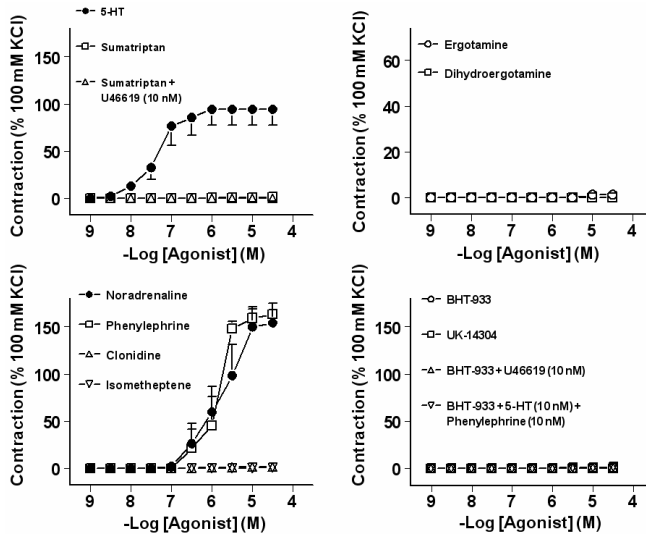 5-HT
Sumatriptan
Sumatriptan +
U46619 (10 nM)
Contraction (% 100 mM KCl)
150
100
50
0
9 8 7 6 5 4
-Log [Agonist] (M)
Ergotamine
Dihydroergotamine
Contraction (% 100 mM KCl)
60
40
20
0
9 8 7 6 5 4
-Log [Agonist] (M)
Noradrenaline
Phenylephrine
Clonidine
Isometheptene
Contraction (% 100 mM KCl)
150
100
50
0
9 8 7 6 5 4
-Log [Agonist] (M)
BHT-933
UK-14304
BHT-933 + U46619 (10 nM)
BHT-933 + 5-HT (10 nM) +
Phenylephrine (10 nM)
Contraction (% 100 mM KCl)
150
100
50
0
9 8 7 6 5 4
-Log [Agonist] (M)